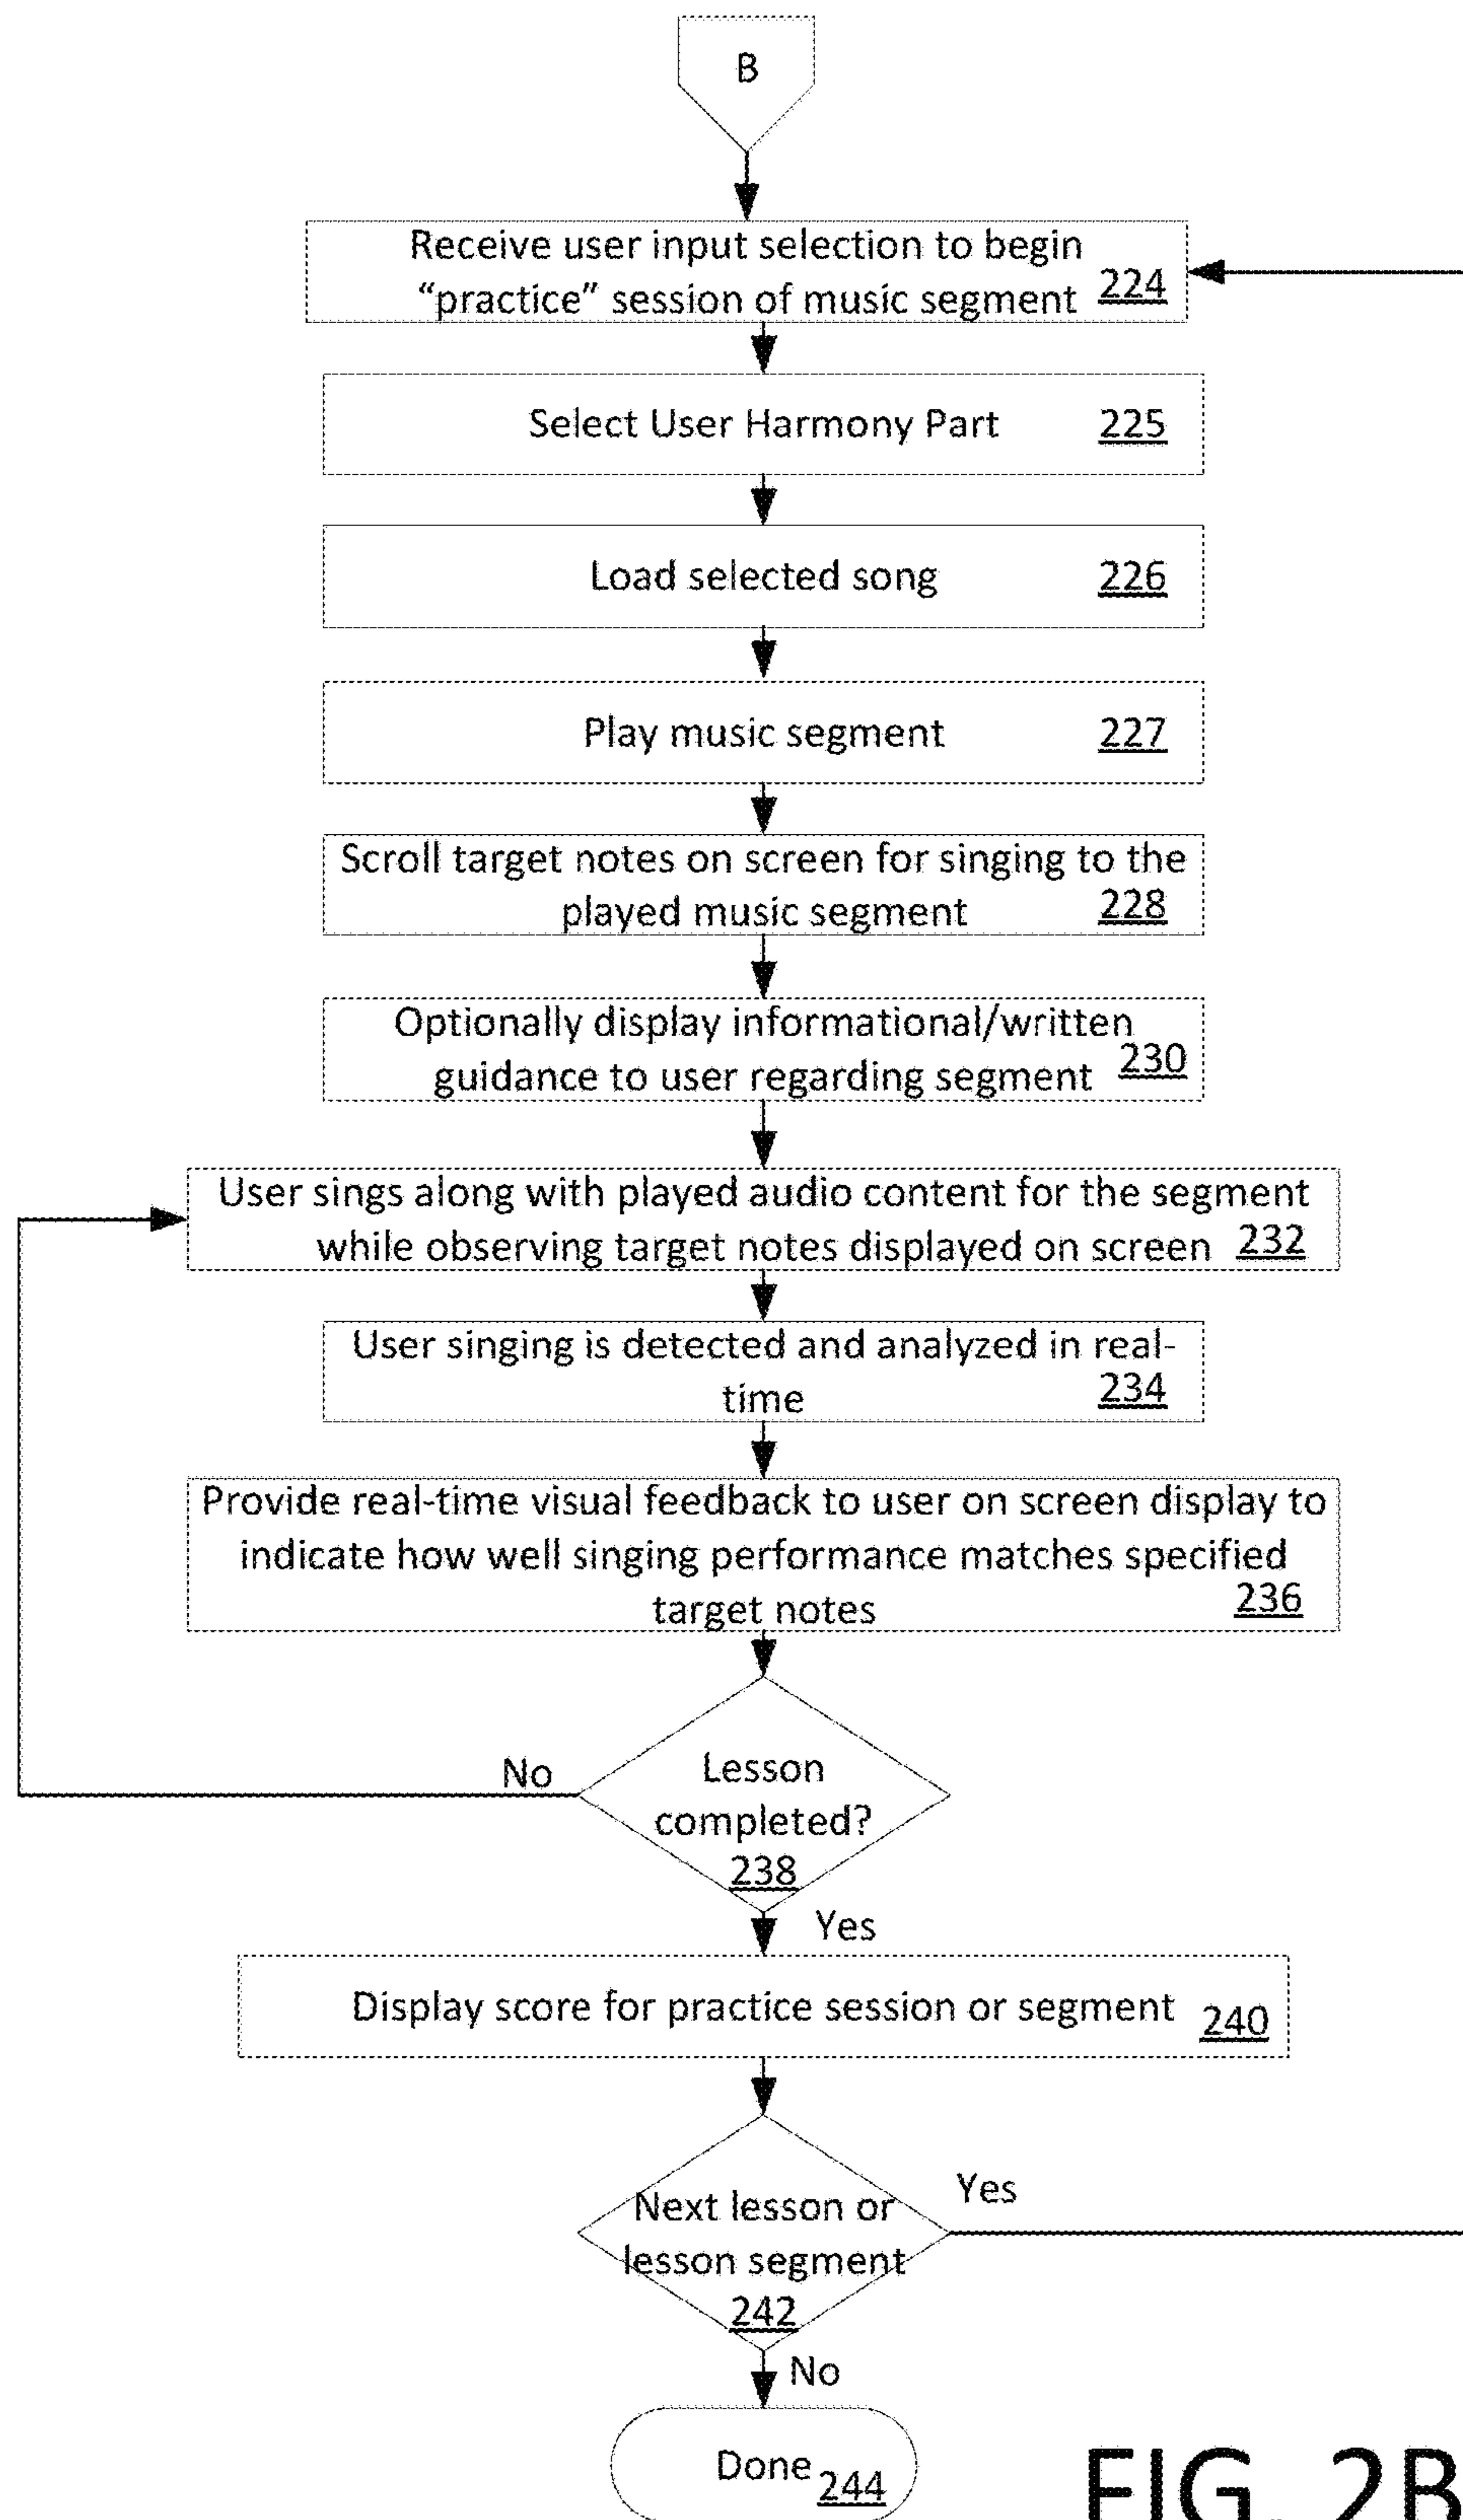 B
Receive user input selection to begin
“practice” session of music segment 224
Select User Harmony Part 225
Load selected song 226
Play music segment 227
Scroll target notes on screen for singing to the
played music segment 228
Optionally display informational/written
guidance to user regarding segment 230
User sings along with played audio content for the segment
while observing target notes displayed on screen 232
User singing is detected and analyzed in real-
time 234
Provide real-time visual feedback to user on screen display to
indicate how well singing performance matches specified
target notes 236
No
Lesson
completed?
238
Yes
Display score for practice session or segment 240
Yes
Next lesson or
lesson segment
242
No
Done 244
FIG. 2B